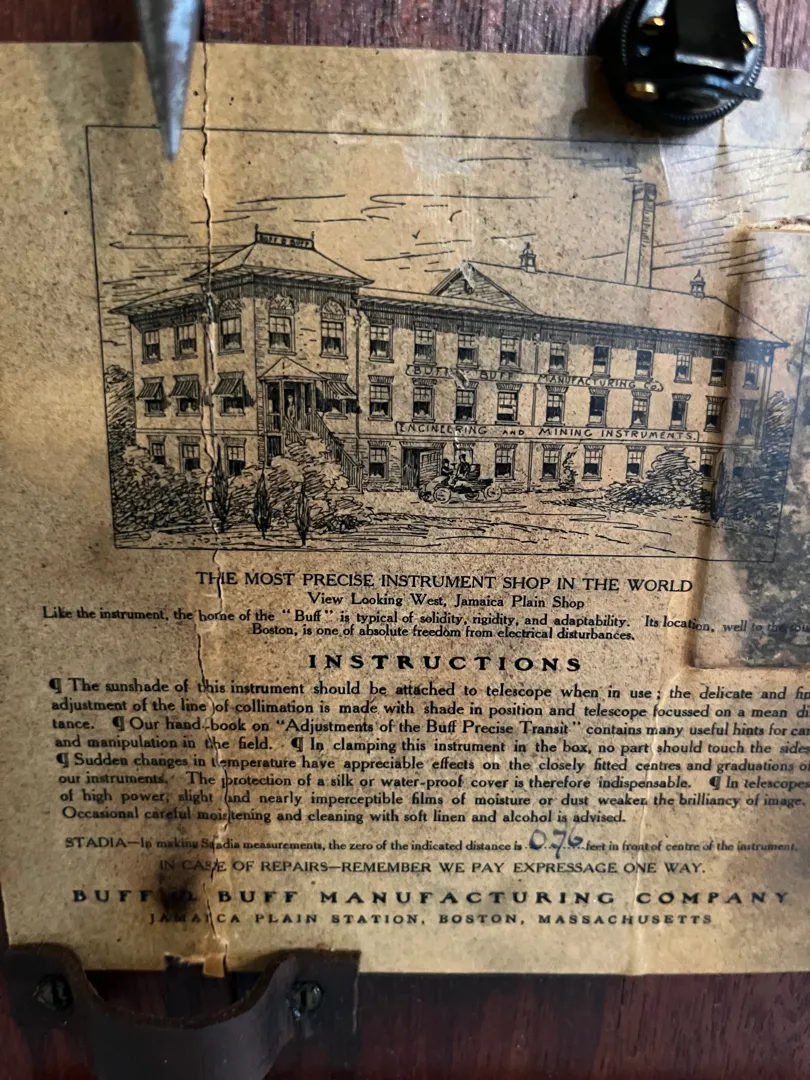 BUFF & BUFF
BUFF & BUFF MANUFACTURING CO.
ENGINEERING AND MINING INSTRUMENTS.
THE MOST PRECISE INSTRUMENT SHOP IN THE WORLD
View Looking West, Jamaica Plain Shop
Like the instrument, the home of the "Buff" is typical of solidity, rigidity, and adaptability. Its location, well to the
Boston, is one of absolute freedom from electrical disturbances.
INSTRUCTIONS
¶ The sunshade of this instrument should be attached to telescope when in use; the delicate and
adjustment of the line of collimation is made with shade in position and telescope focussed on a mean
tance. ¶ Our hand-book on "Adjustments of the Buff Precise Transit" contains many useful hints for
and manipulation in the field. ¶ In clamping this instrument in the box, no part should touch the sides
¶ Sudden changes in temperature have appreciable effects on the closely fitted centres and graduations
our instruments. The protection of a silk or water-proof cover is therefore indispensable. ¶ In telescopes
of high power, slight and nearly imperceptible films of moisture or dust weaken the brilliancy of image.
Occasional careful moistening and cleaning with soft linen and alcohol is advised.
STADIA—In making Stadia measurements, the zero of the indicated distance is 0.76 feet in front of centre of the instrument.
IN CASE OF REPAIRS—REMEMBER WE PAY EXPRESSAGE ONE WAY.
BUFF & BUFF MANUFACTURING COMPANY
JAMAICA PLAIN STATION, BOSTON, MASSACHUSETTS